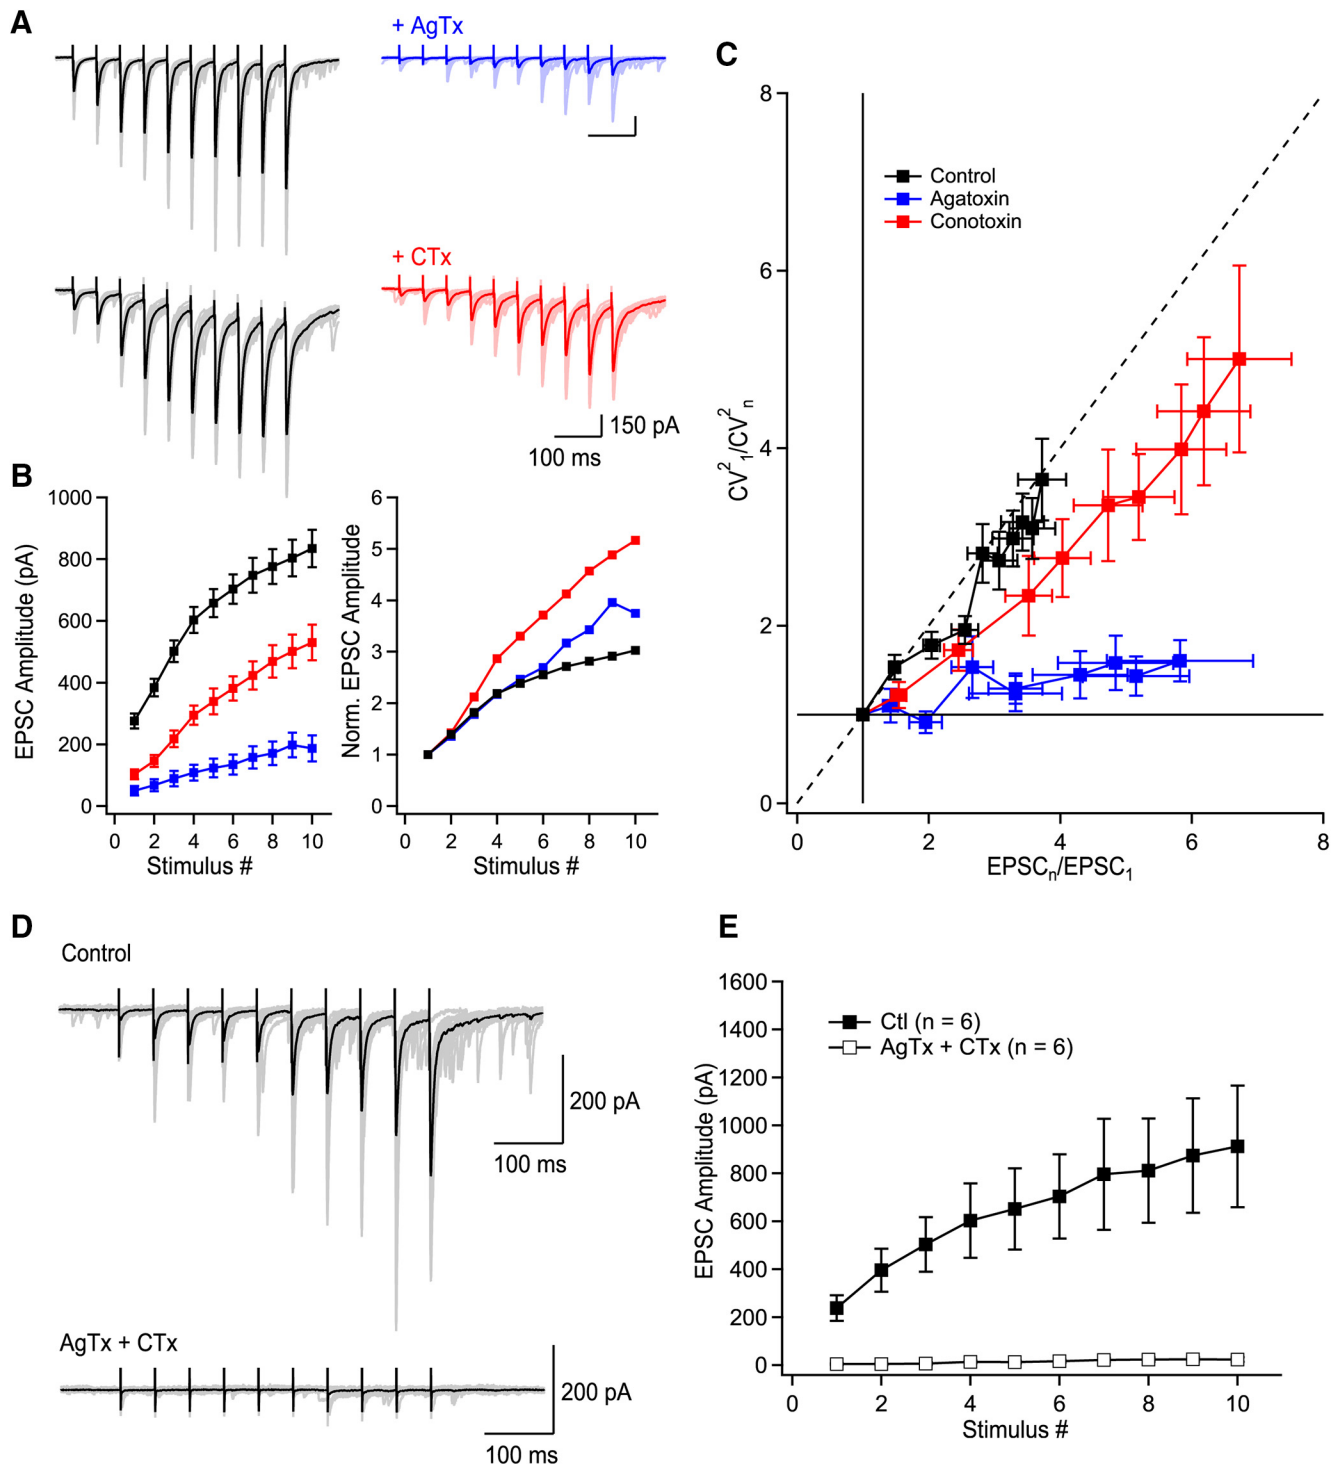 A
+ AgTx
+ CTx
150 pA
100 ms
B
1000
800
600
400
200
0
EPSC Amplitude (pA)
0 2 4 6 8 10
Stimulus #
6
5
4
3
2
1
0
Norm. EPSC Amplitude
0 2 4 6 8 10
Stimulus #
C
8
6
4
2
0
CV²₁/CV²ₙ
Control
Agatoxin
Conotoxin
0 2 4 6 8
EPSCₙ/EPSC₁
D
Control
200 pA
100 ms
AgTx + CTx
200 pA
100 ms
E
1600
1400
1200
1000
800
600
400
200
0
EPSC Amplitude (pA)
Ctl (n = 6)
AgTx + CTx (n = 6)
0 2 4 6 8 10
Stimulus #